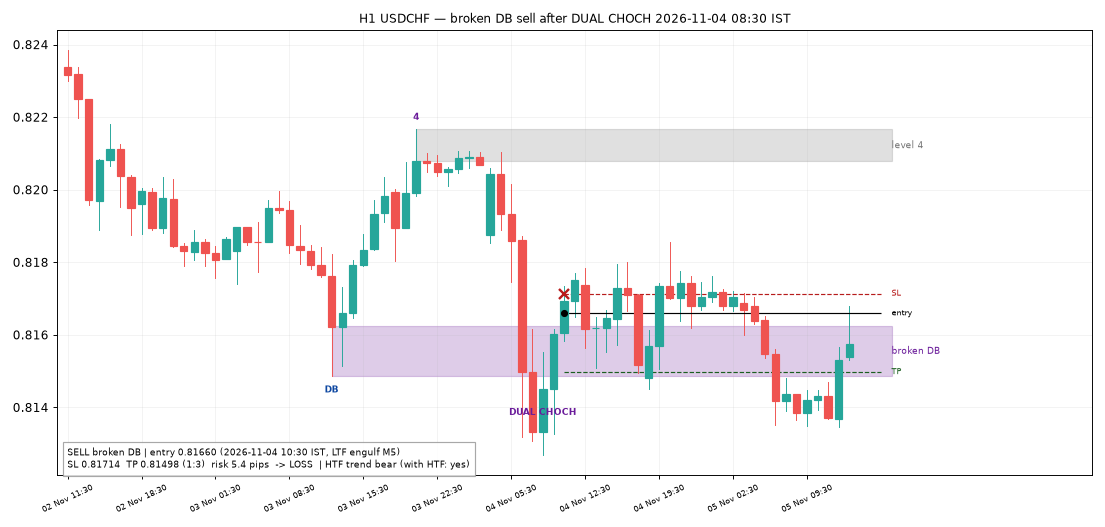 H1 USDCHF — broken DB sell after DUAL CHOCH 2026-11-04 08:30 IST
0.824
0.822
0.820
0.818
0.816
0.814
4
level 4
SL
entry
broken DB
TP
DB
DUAL CHOCH
SELL broken DB | entry 0.81660 (2026-11-04 10:30 IST, LTF engulf M5)
SL 0.81714  TP 0.81498 (1:3)  risk 5.4 pips  -> LOSS  | HTF trend bear (with HTF: yes)
02 Nov 11:30
02 Nov 18:30
03 Nov 01:30
03 Nov 08:30
03 Nov 15:30
03 Nov 22:30
04 Nov 05:30
04 Nov 12:30
04 Nov 19:30
05 Nov 02:30
05 Nov 09:30